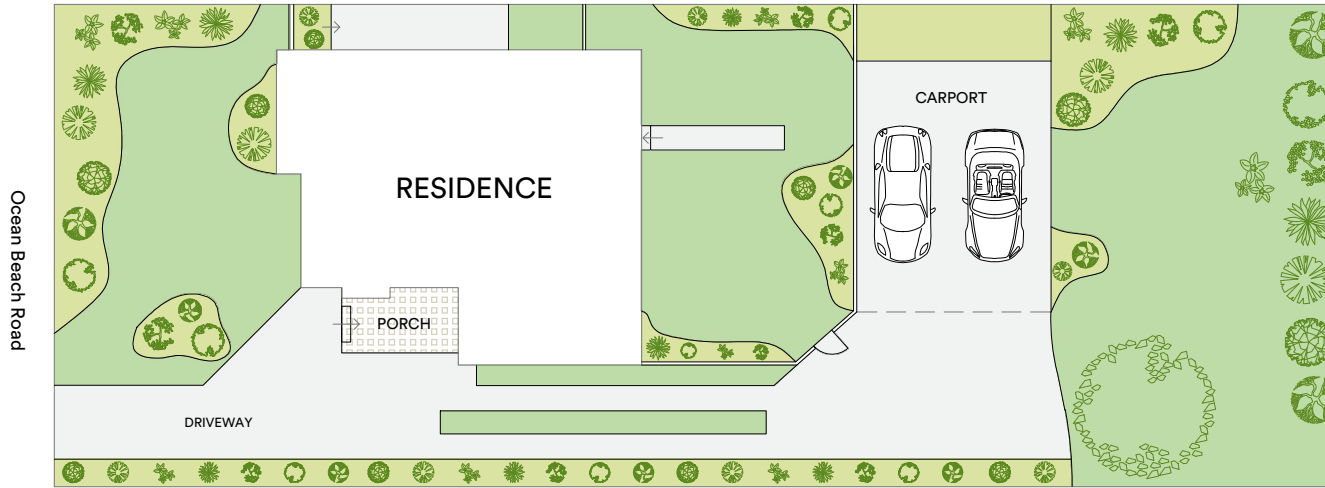 CARPORT
RESIDENCE
Ocean Beach Road
PORCH
DRIVEWAY